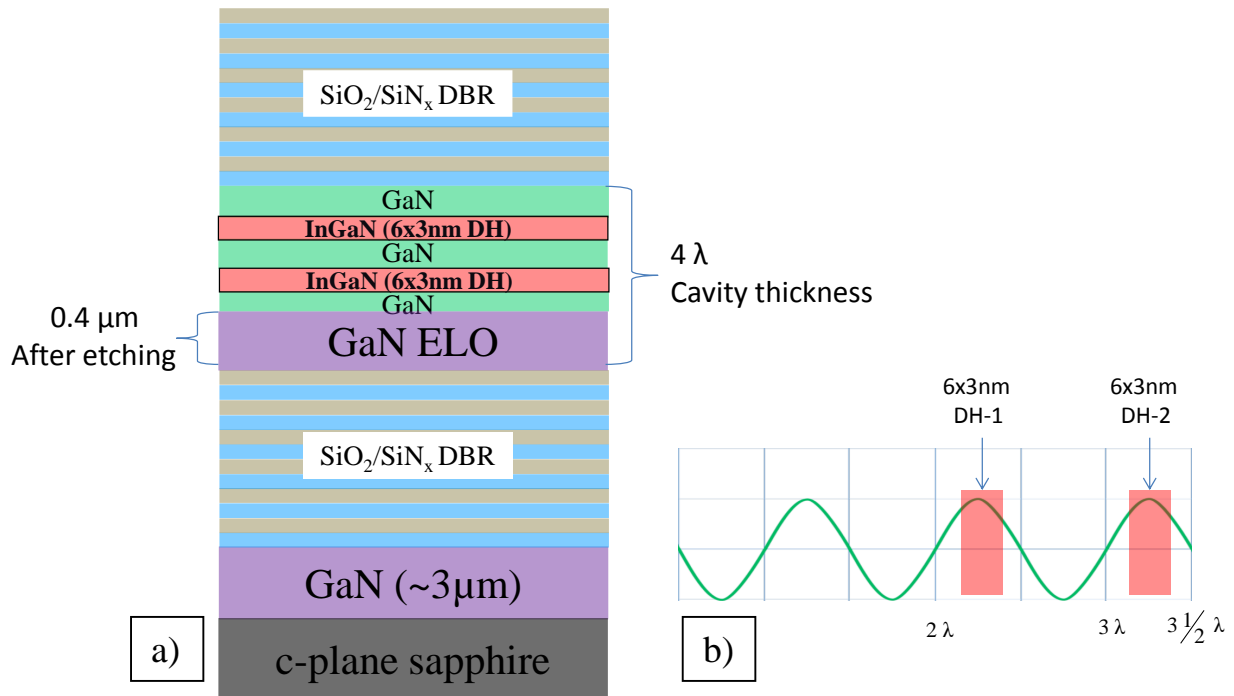 SiO₂/SiNₓ DBR
GaN
InGaN (6x3nm DH)
GaN
InGaN (6x3nm DH)
GaN
GaN ELO
0.4 µm
After etching
4 λ
Cavity thickness
SiO₂/SiNₓ DBR
GaN (~3µm)
c-plane sapphire
a)
6x3nm
DH-1
6x3nm
DH-2
2 λ
3 λ
3 1/2 λ
b)